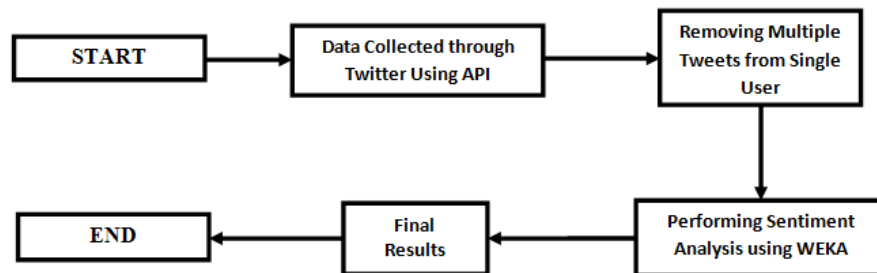 START
Data Collected through
Twitter Using API
Removing Multiple
Tweets from Single
User
Performing Sentiment
Analysis using WEKA
Final
Results
END